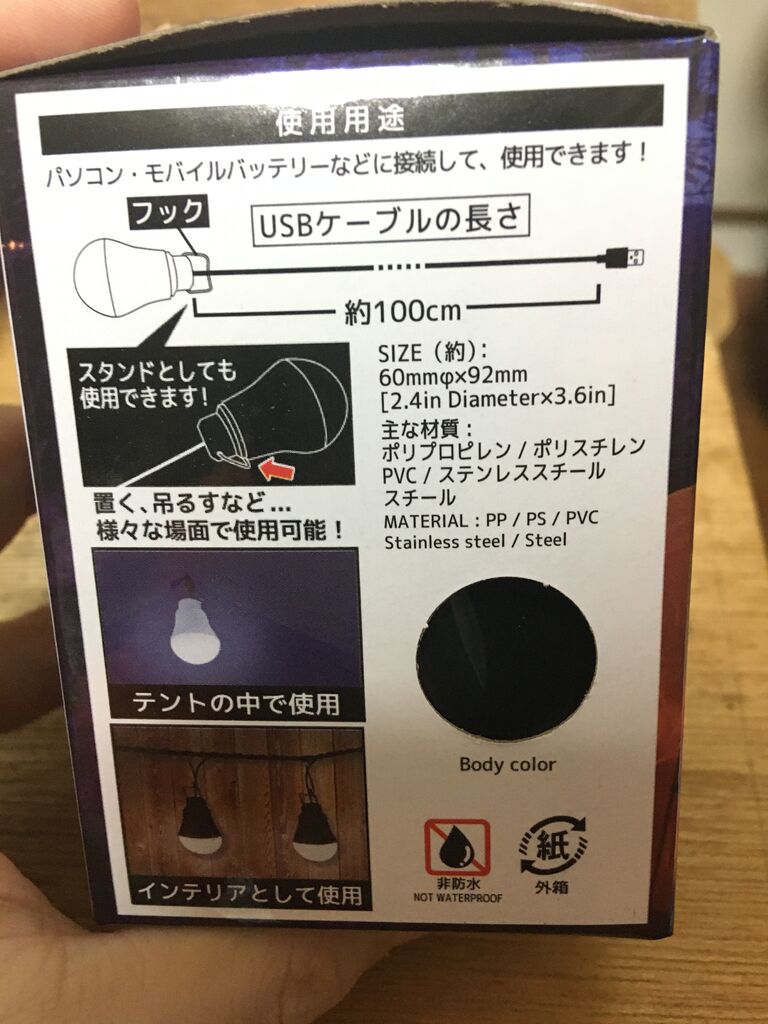 使用用途
パソコン・モバイルバッテリーなどに接続して、使用できます！
フック
USBケーブルの長さ
約100cm
スタンドとしても
使用できます！
置く、吊るすなど…
様々な場面で使用可能！
テントの中で使用
インテリアとして使用
SIZE（約）：
60mmφ×92mm
[2.4in Diameter×3.6in]
主な材質：
ポリプロピレン / ポリスチレン
PVC / ステンレススチール
スチール
MATERIAL : PP / PS / PVC
Stainless steel / Steel
Body color
非防水
NOT WATERPROOF
紙
外箱